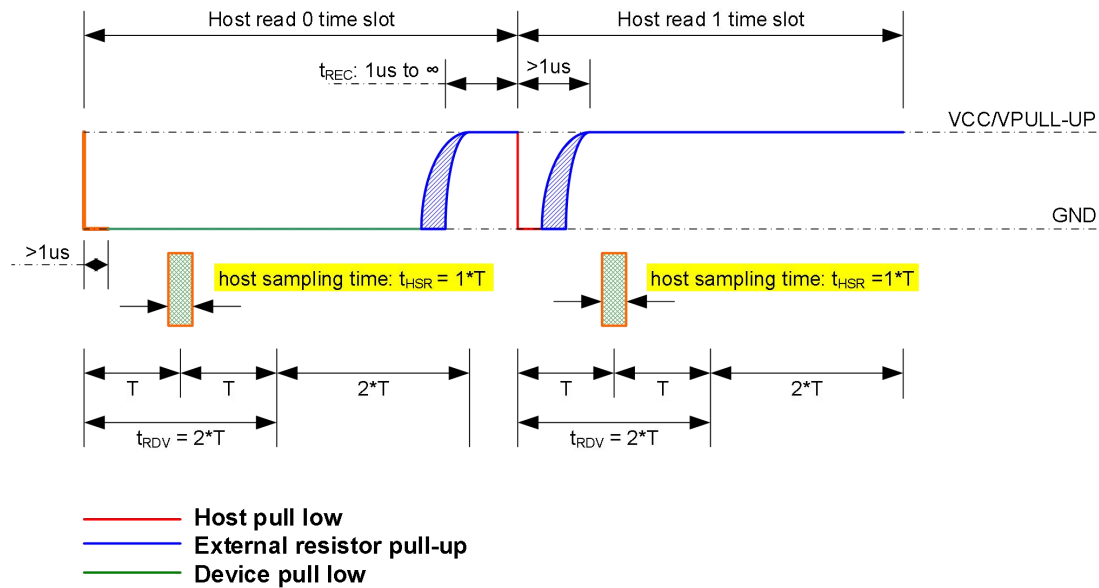 Host read 0 time slot
Host read 1 time slot
tREC: 1us to ∞
>1us
VCC/VPULL-UP
GND
>1us
host sampling time: tHSR = 1*T
host sampling time: tHSR =1*T
T
T
2*T
T
T
2*T
tRDV = 2*T
tRDV = 2*T
Host pull low
External resistor pull-up
Device pull low